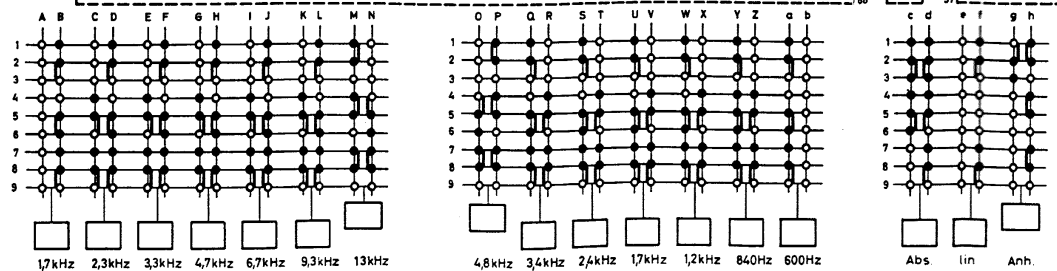 A B C D E F G H I J K L M N O P Q R S T U V W X Y Z a b c d e f g h
1 1 1
2 2 2
3 3 3
4 4 4
5 5 5
6 6 6
7 7 7
8 8 8
9 9 9
1,7kHz 2,3kHz 3,3kHz 4,7kHz 6,7kHz 9,3kHz 13kHz 4,8kHz 3,4kHz 2,4kHz 1,7kHz 1,2kHz 840Hz 600Hz Abs. lin Anh.